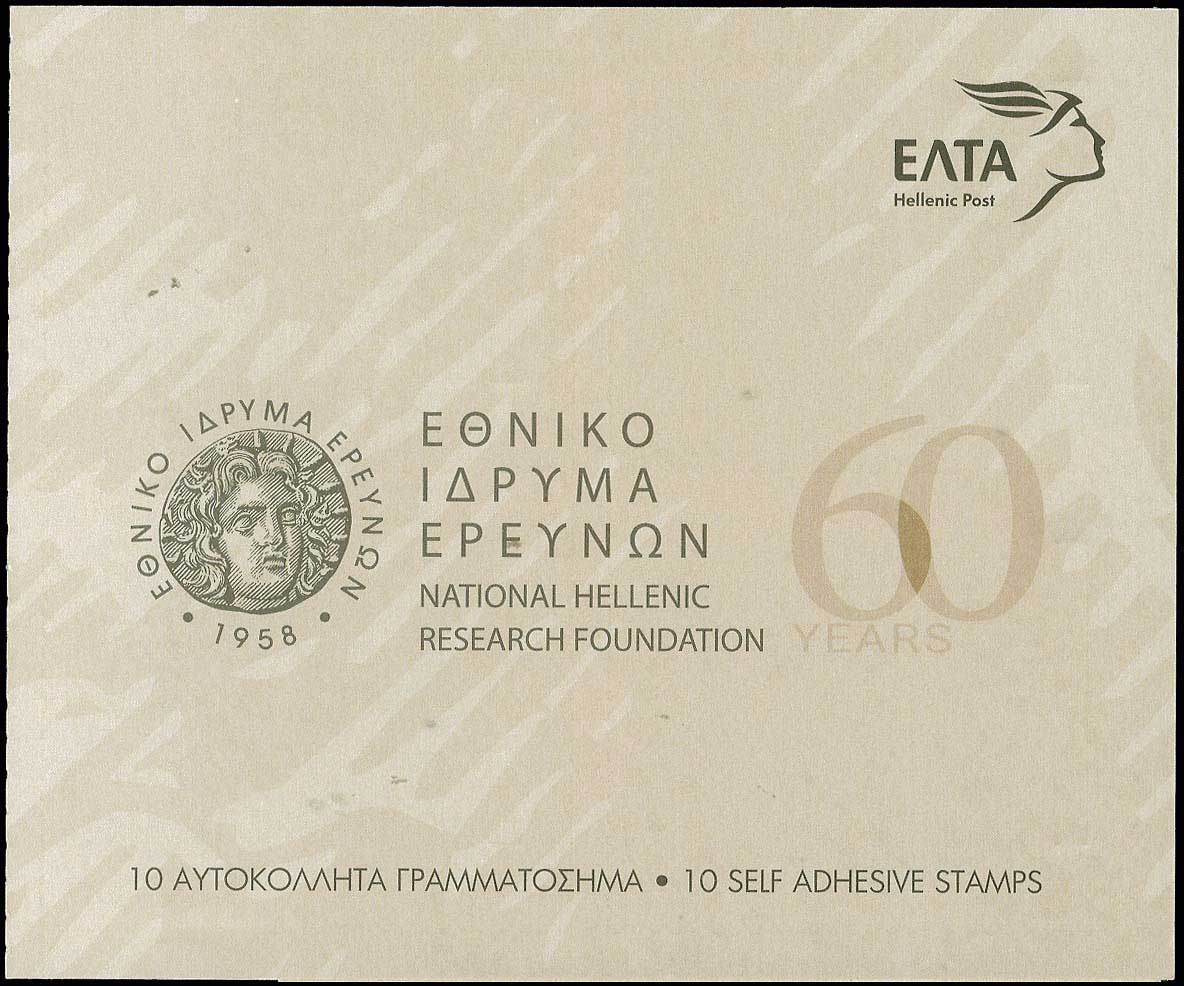 ΕΛΤΑ
Hellenic Post
ΕΘΝΙΚΟ ΙΔΡΥΜΑ ΕΡΕΥΝΩΝ
• 1958 •
ΕΘΝΙΚΟ
ΙΔΡΥΜΑ
ΕΡΕΥΝΩΝ
NATIONAL HELLENIC
RESEARCH FOUNDATION
60
YEARS
10 ΑΥΤΟΚΟΛΛΗΤΑ ΓΡΑΜΜΑΤΟΣΗΜΑ • 10 SELF ADHESIVE STAMPS